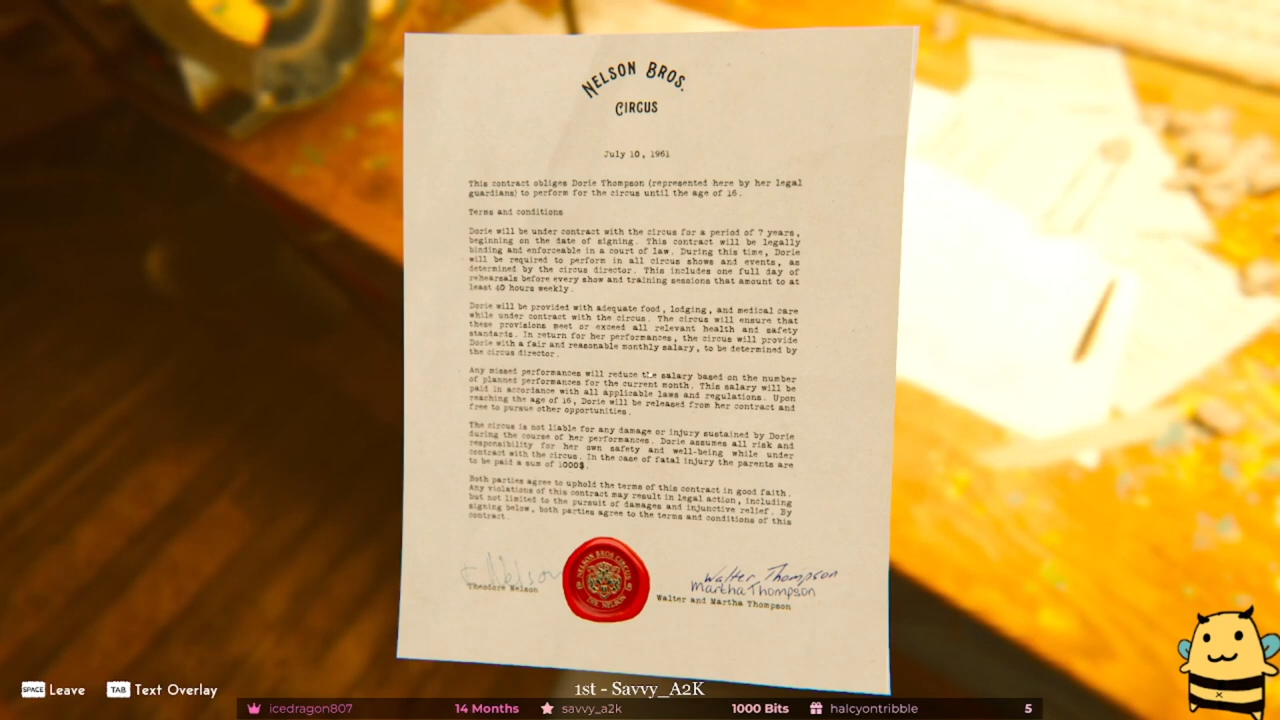 NELSON BROS.
CIRCUS
July 10, 1961
This contract obliges Dorie Thompson (represented here by her legal
guardians) to perform for the circus until the age of 16.
Terms and conditions
Dorie will be under contract with the circus for a period of 7 years,
beginning on the date of signing. This contract will be legally
binding and enforceable in a court of law. During this time, Dorie
will be required to perform in all circus shows and events, as
determined by the circus director. This includes one full day of
rehearsals before every show and training sessions that amount to at
least 40 hours weekly.
Dorie will be provided with adequate food, lodging, and medical care
while under contract with the circus. The circus will ensure that
these provisions meet or exceed all relevant health and safety
standards. In return for her performances, the circus will provide
Dorie with a fair and reasonable monthly salary, to be determined by
the circus director.
Any missed performances will reduce the salary based on the number
of planned performances for the current month. This salary will be
paid in accordance with all applicable laws and regulations. Upon
reaching the age of 16, Dorie will be released from her contract and
free to pursue other opportunities.
The circus is not liable for any damage or injury sustained by Dorie
during the course of her performances. Dorie assumes all risk and
responsibility for her own safety and well-being while under
contract with the circus. In the case of fatal injury the parents are
to be paid a sum of 1000$.
Both parties agree to uphold the terms of this contract in good faith.
Any violations of this contract may result in legal action, including
but not limited to the pursuit of damages and injunctive relief. By
signing below, both parties agree to the terms and conditions of this
contract.
Nelson
Theodore Nelson
NELSON BROS CIRCUS
THE NELSON
Walter Thompson
Martha Thompson
Walter and Martha Thompson
SPACE Leave TAB Text Overlay
1st - Savvy_A2K
icedragon807 14 Months savvy_a2k 1000 Bits halcyontribble 5